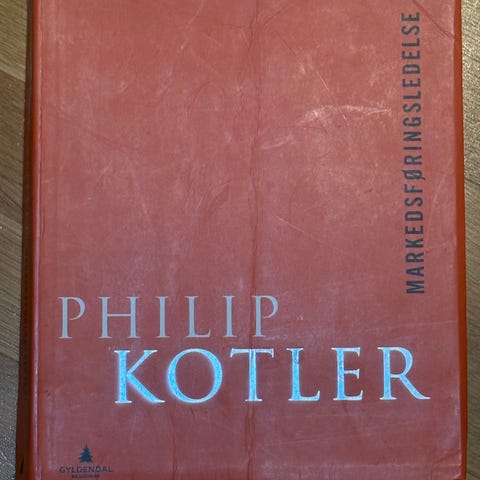 MARKEDSFØRINGSLEDELSE
PHILIP
KOTLER
GYLDENDAL